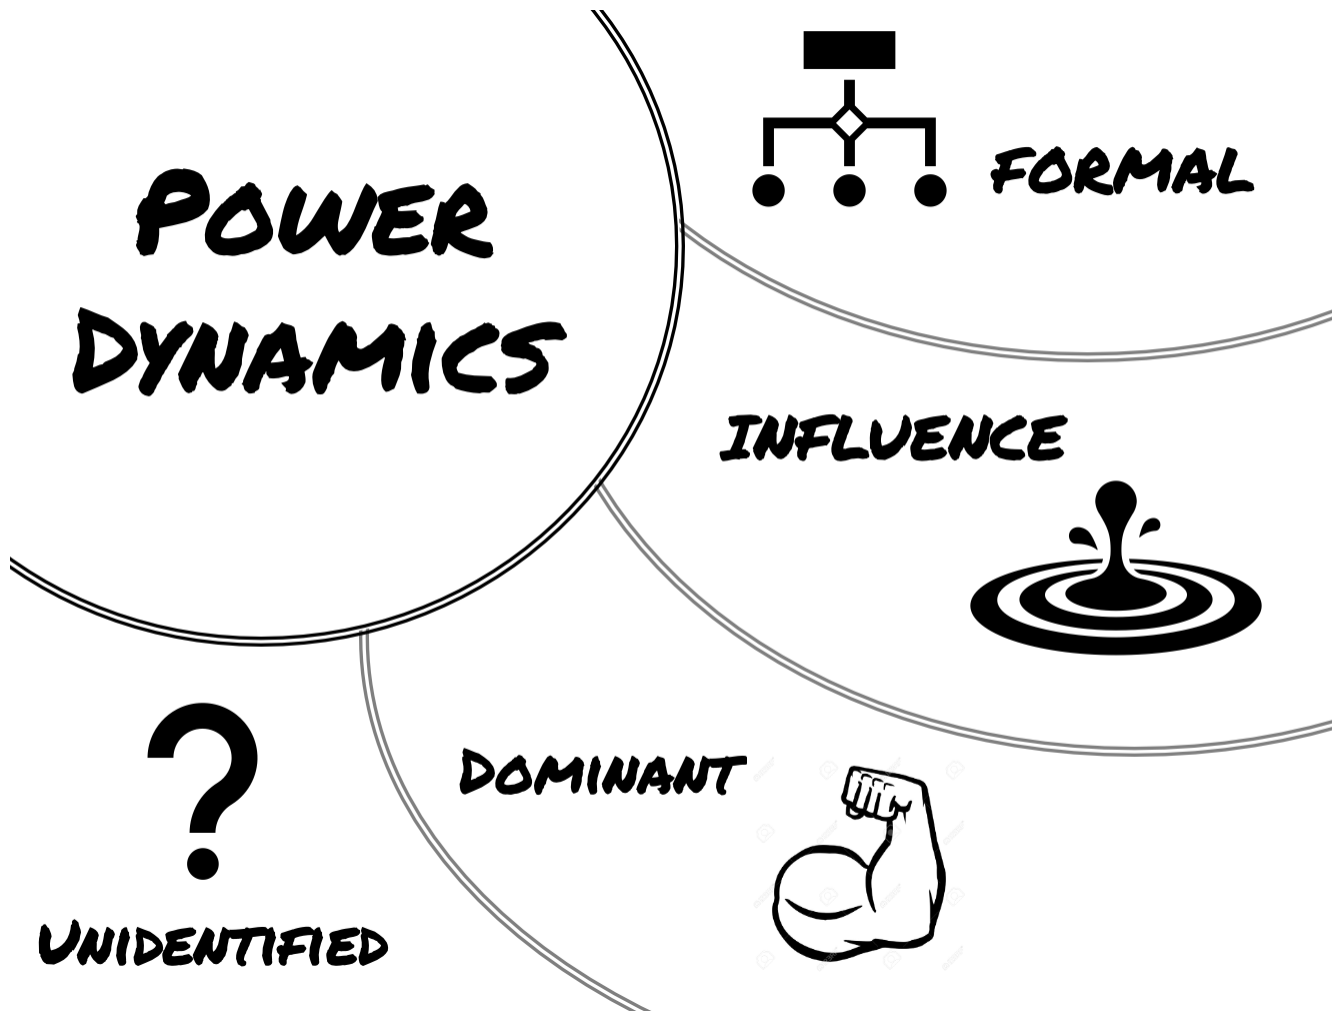 Power
Dynamics
Formal
Influence
Dominant
Unidentified